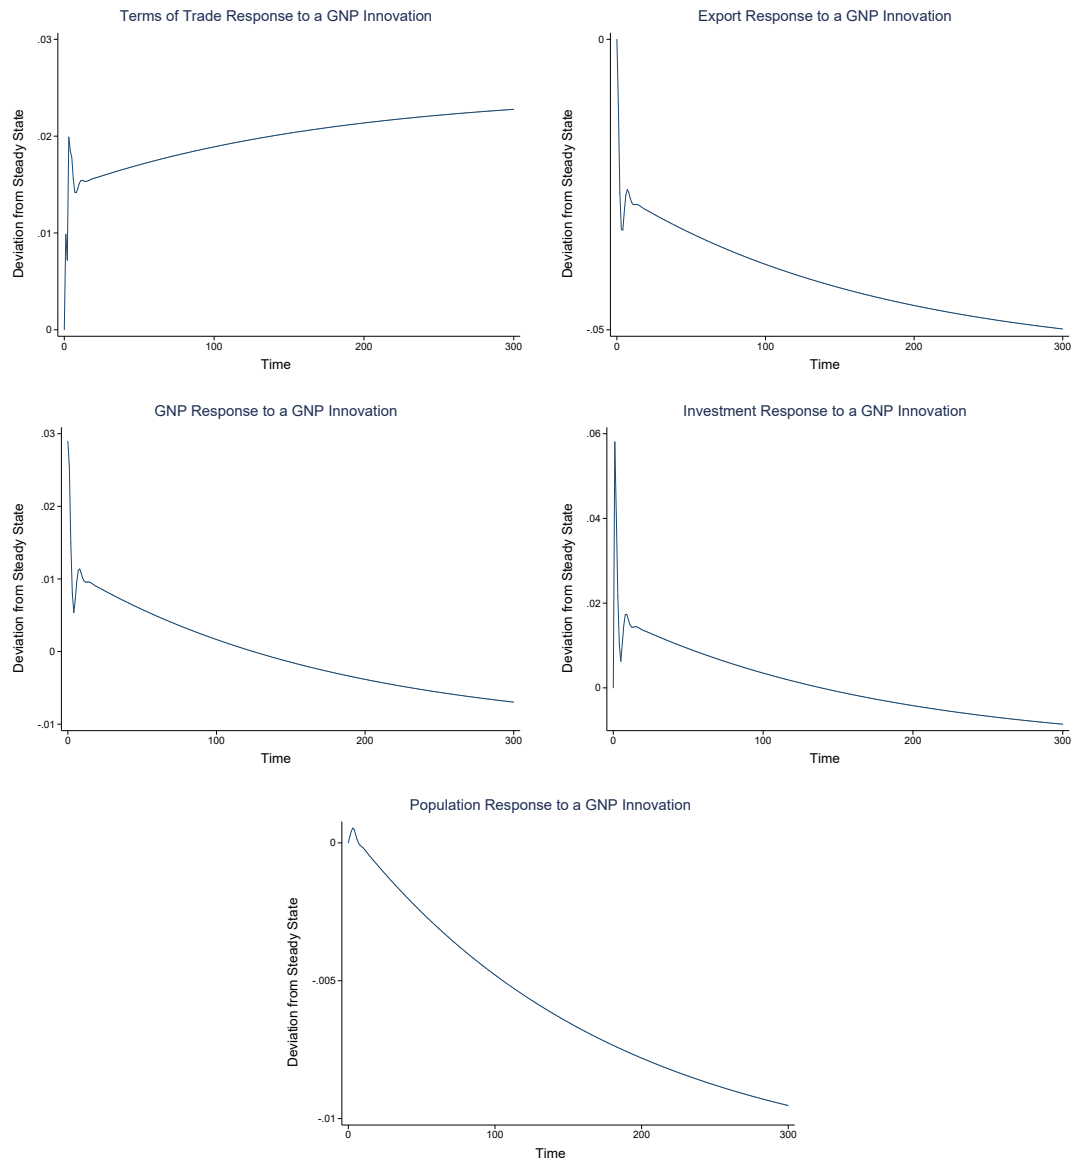 Terms of Trade Response to a GNP Innovation
Deviation from Steady State
.03
.02
.01
0
0
100
200
300
Time
Export Response to a GNP Innovation
Deviation from Steady State
0
-.05
0
100
200
300
Time
GNP Response to a GNP Innovation
Deviation from Steady State
.03
.02
.01
0
-.01
0
100
200
300
Time
Investment Response to a GNP Innovation
Deviation from Steady State
.06
.04
.02
0
0
100
200
300
Time
Population Response to a GNP Innovation
Deviation from Steady State
0
-.005
-.01
0
100
200
300
Time